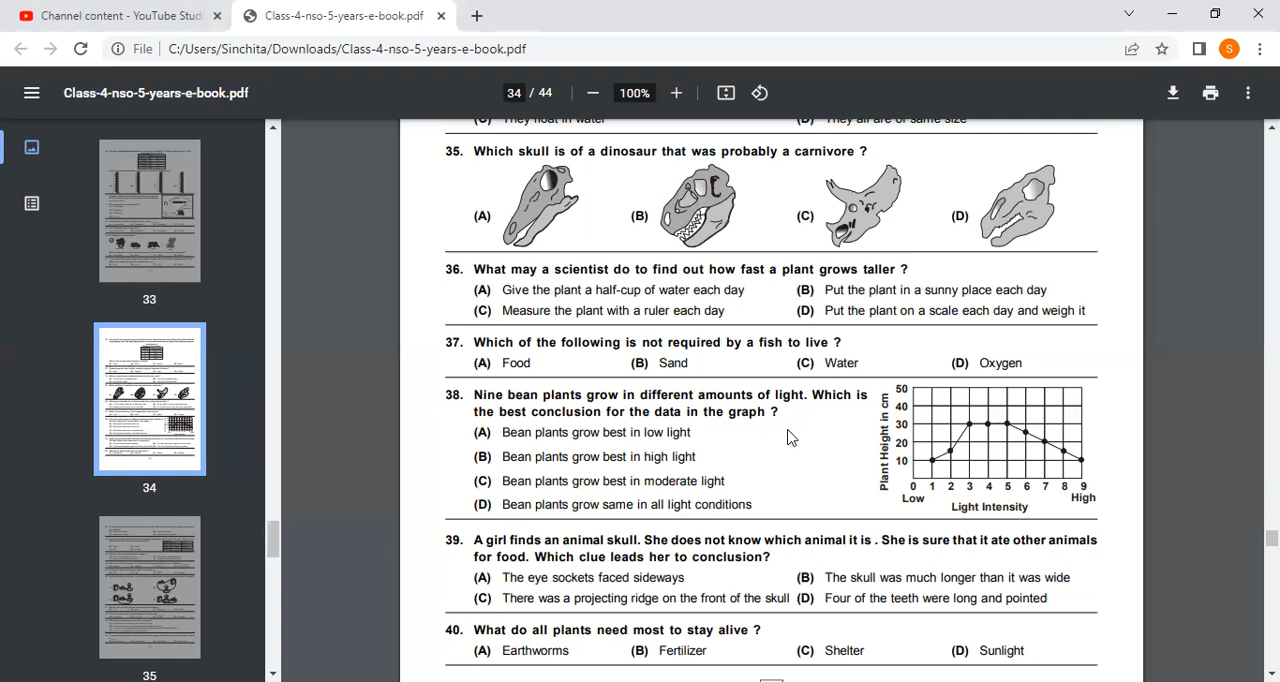 Channel content - YouTube Stud
Class-4-nso-5-years-e-book.pdf
File
C:/Users/Sinchita/Downloads/Class-4-nso-5-years-e-book.pdf
S
Class-4-nso-5-years-e-book.pdf
34 / 44
100%
33
34
35
(C) They float in water
(D) They all are of same size
35. Which skull is of a dinosaur that was probably a carnivore ?
(A)
(B)
(C)
(D)
36. What may a scientist do to find out how fast a plant grows taller ?
(A) Give the plant a half-cup of water each day
(B) Put the plant in a sunny place each day
(C) Measure the plant with a ruler each day
(D) Put the plant on a scale each day and weigh it
37. Which of the following is not required by a fish to live ?
(A) Food
(B) Sand
(C) Water
(D) Oxygen
38. Nine bean plants grow in different amounts of light. Which is
the best conclusion for the data in the graph ?
(A) Bean plants grow best in low light
(B) Bean plants grow best in high light
(C) Bean plants grow best in moderate light
(D) Bean plants grow same in all light conditions
Plant Height in cm
50
40
30
20
10
0 1 2 3 4 5 6 7 8 9
Low
High
Light Intensity
39. A girl finds an animal skull. She does not know which animal it is . She is sure that it ate other animals
for food. Which clue leads her to conclusion?
(A) The eye sockets faced sideways
(B) The skull was much longer than it was wide
(C) There was a projecting ridge on the front of the skull
(D) Four of the teeth were long and pointed
40. What do all plants need most to stay alive ?
(A) Earthworms
(B) Fertilizer
(C) Shelter
(D) Sunlight